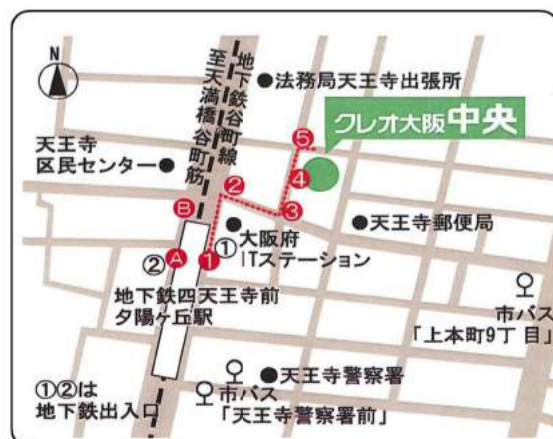 N
至天満橋
谷町筋
地下鉄谷町線
法務局天王寺出張所
クレオ大阪中央
天王寺
区民センター
5
4
2
3
B
天王寺郵便局
①
大阪府
ITステーション
②
A
1
地下鉄四天王寺前
夕陽ヶ丘駅
市バス
「上本町9丁目」
天王寺警察署
市バス
「天王寺警察署前」
①②は
地下鉄出入口